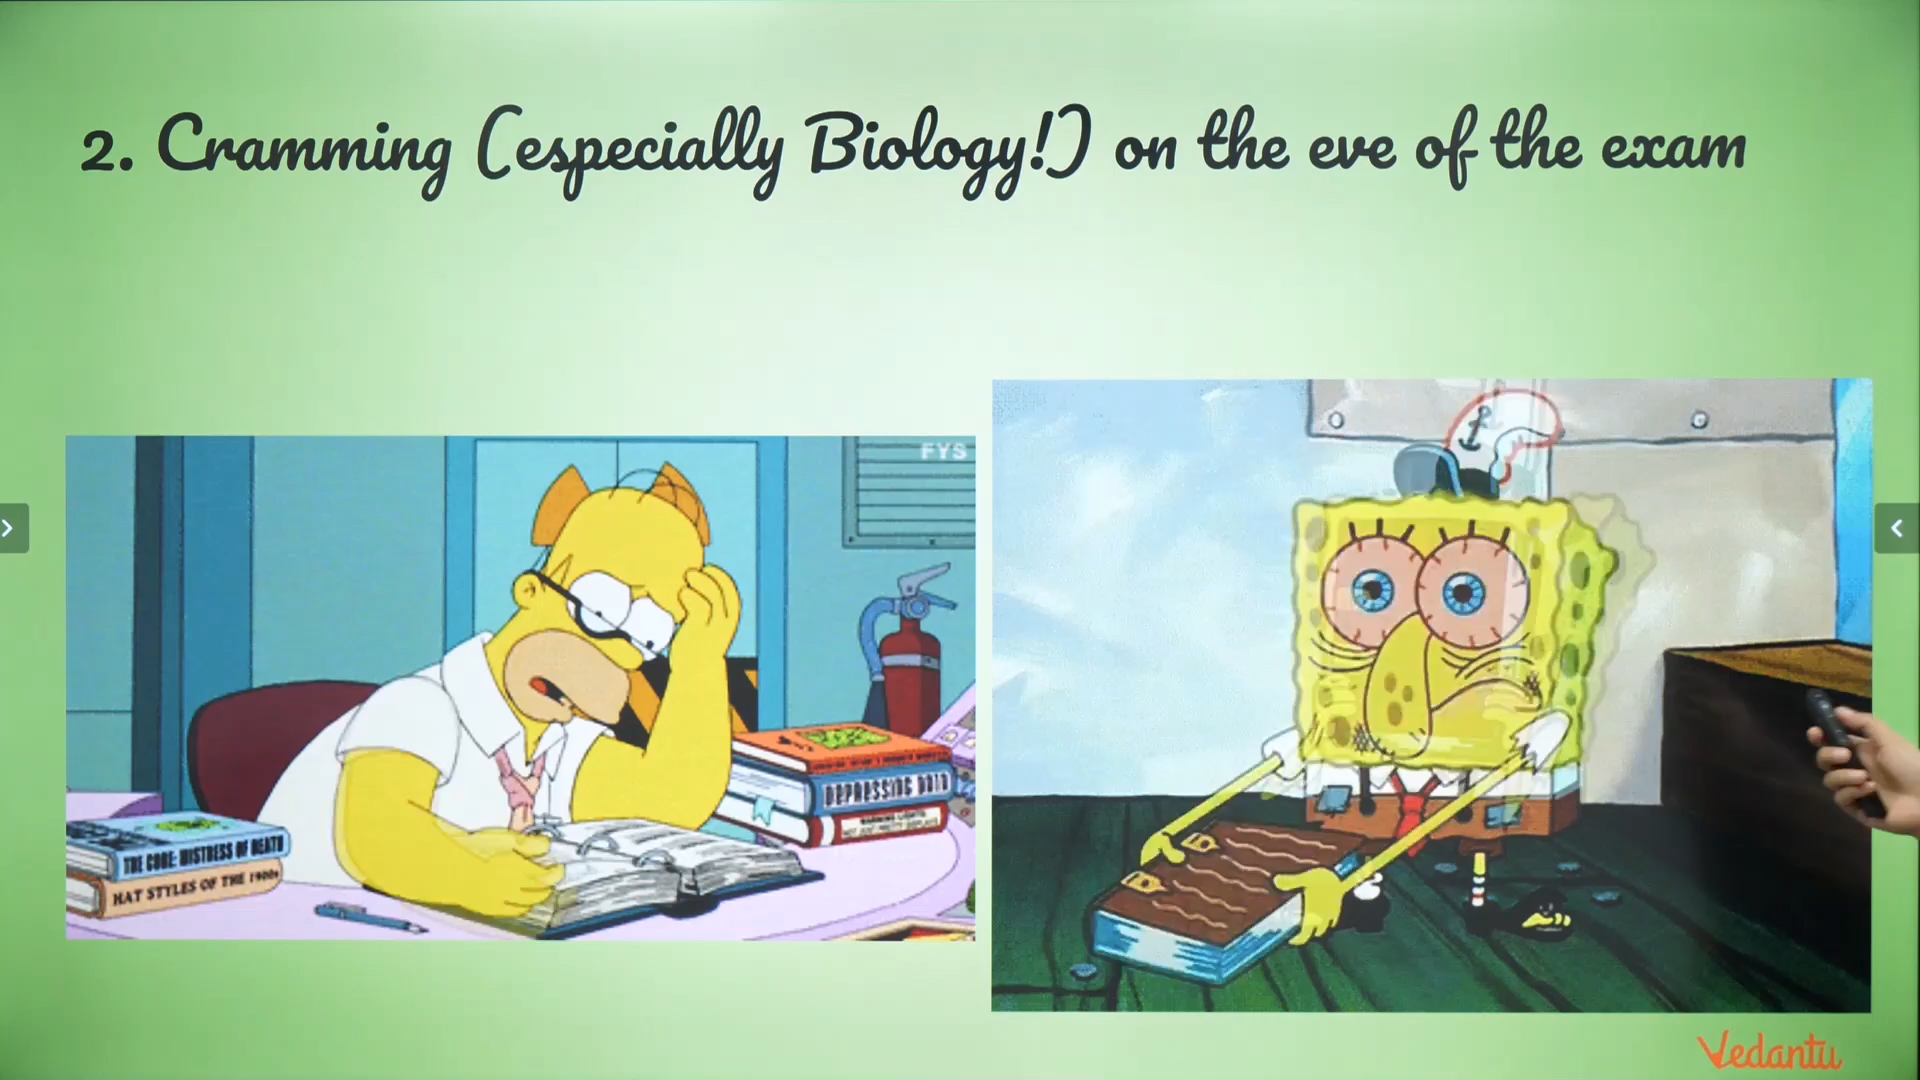 2. Cramming (especially Biology!) on the eve of the exam
FYS
THE CORE: MISTRESS OF DEATH
HAT STYLES OF THE 1900s
DEPRESSING DATA
Vedantu